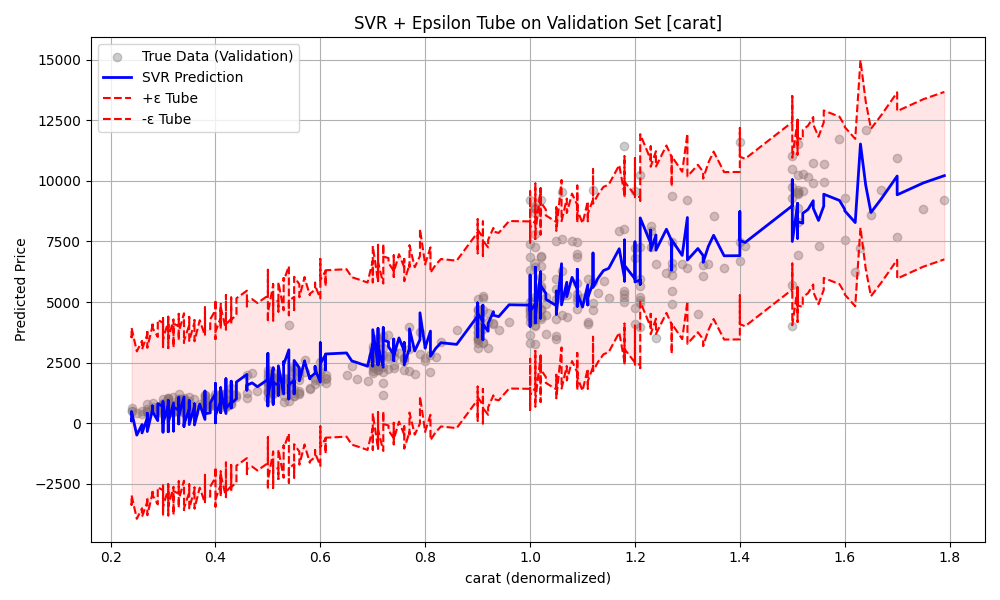 SVR + Epsilon Tube on Validation Set [carat]
True Data (Validation)
SVR Prediction
+ε Tube
-ε Tube
Predicted Price
15000
12500
10000
7500
5000
2500
0
−2500
0.2 0.4 0.6 0.8 1.0 1.2 1.4 1.6 1.8
carat (denormalized)